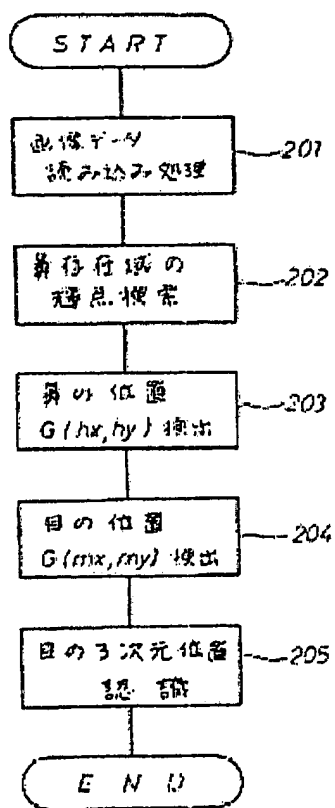 START
画像データ
読み込み処理
201
鼻存在域の
輝点検索
202
鼻の位置
G(hx,hy)検出
203
目の位置
G(mx,my)検出
204
目の3次元位置
認識
205
END